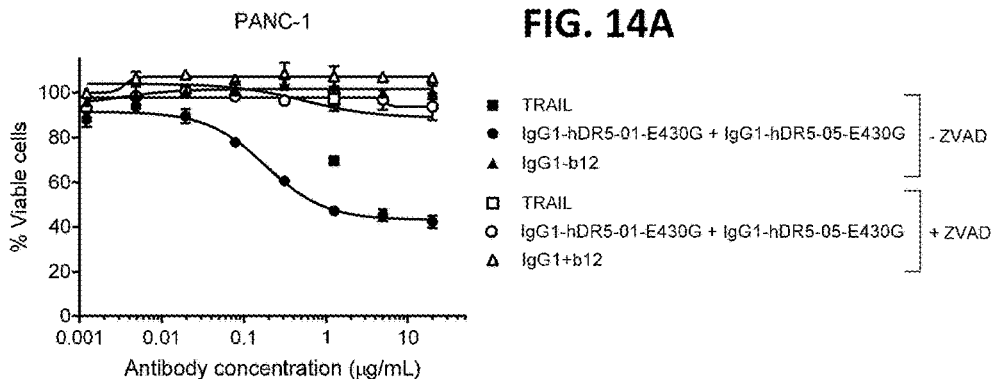 PANC-1
FIG. 14A
% Viable cells
100
80
60
40
20
0
0.001
0.01
0.1
1
10
Antibody concentration (µg/mL)
TRAIL
IgG1-hDR5-01-E430G + IgG1-hDR5-05-E430G
IgG1-b12
- ZVAD
TRAIL
IgG1-hDR5-01-E430G + IgG1-hDR5-05-E430G
IgG1+b12
+ ZVAD